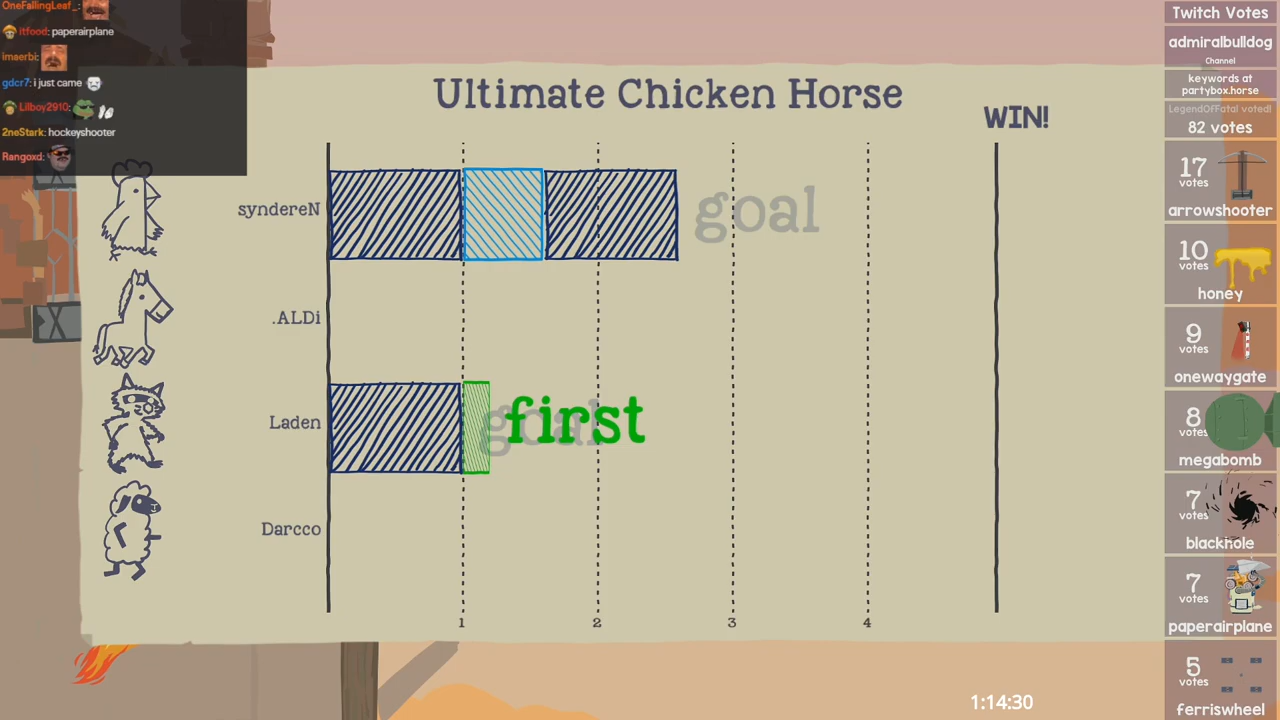 OneFallingLeaf_:
itfood: paperairplane
imaerbi:
gdcr7: i just came
Lilboy2910:
2neStark: hockeyshooter
Rangoxd:
Ultimate Chicken Horse
WIN!
syndereN
goal
.ALDi
Laden
goal
first
Darcco
1 2 3 4
1:14:30
Twitch Votes
admiralbulldog
Channel
keywords at
partybox.horse
LegendOfFatal voted!
82 votes
17
votes
arrowshooter
10
votes
honey
9
votes
onewaygate
8
votes
megabomb
7
votes
blackhole
7
votes
paperairplane
5
votes
ferriswheel